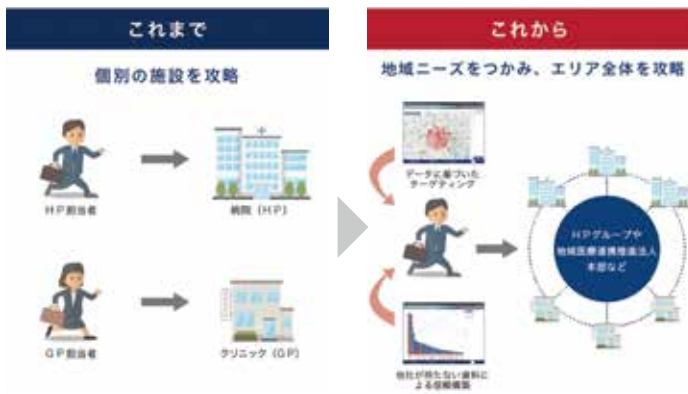 これまで
個別の施設を攻略
HP担当者
病院（HP）
GP担当者
クリニック（GP）
これから
地域ニーズをつかみ、エリア全体を攻略
データに基づいた
ターゲティング
HPグループや
地域医療連携推進法人
本部など
他社が持たない資料に
よる信頼構築